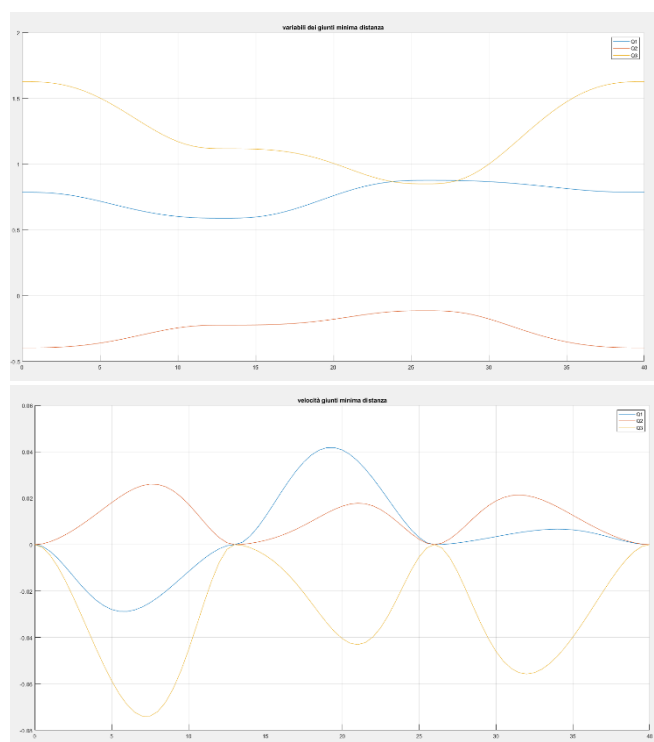 variabili dei giunti minima distanza
2
Q1
Q2
Q3
1.5
1
0.5
0
-0.5
0 5 10 15 20 25 30 35 40
velocità giunti minima distanza
0.06
Q1
Q2
Q3
0.04
0.02
0
-0.02
-0.04
-0.06
-0.08
0 5 10 15 20 25 30 35 40